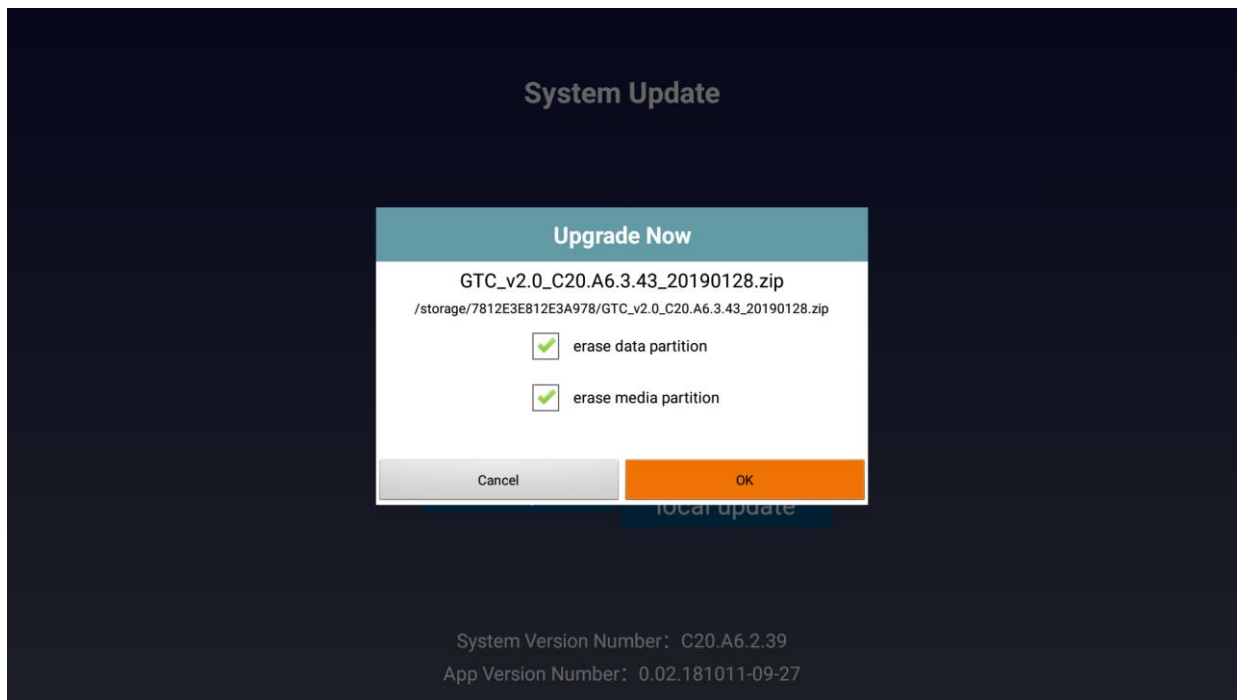 System Update
Upgrade Now
GTC_v2.0_C20.A6.3.43_20190128.zip
/storage/7812E3E812E3A978/GTC_v2.0_C20.A6.3.43_20190128.zip
erase data partition
erase media partition
Cancel
OK
local update
System Version Number：C20.A6.2.39
App Version Number：0.02.181011-09-27